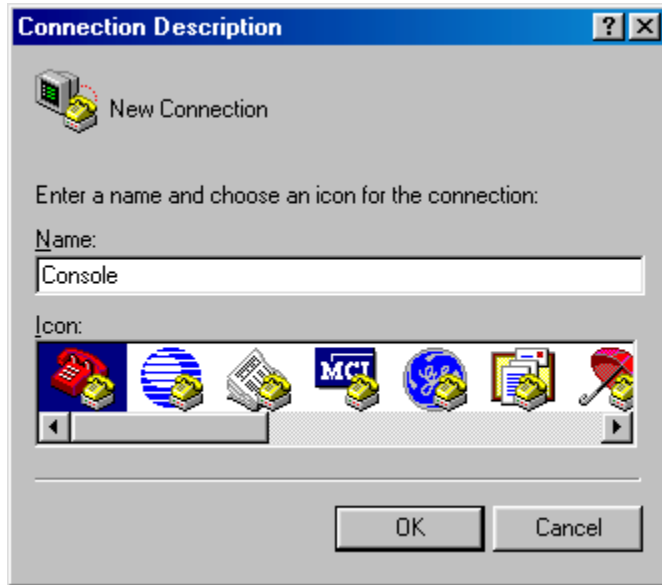 Connection Description
New Connection
Enter a name and choose an icon for the connection:
Name:
Console
Icon:
MCI
OK Cancel